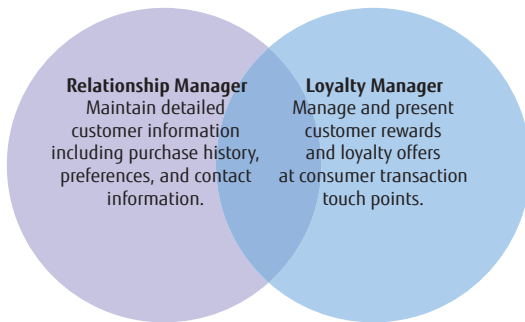 Relationship Manager
Maintain detailed
customer information
including purchase history,
preferences, and contact
information.
Loyalty Manager
Manage and present
customer rewards
and loyalty offers
at consumer transaction
touch points.